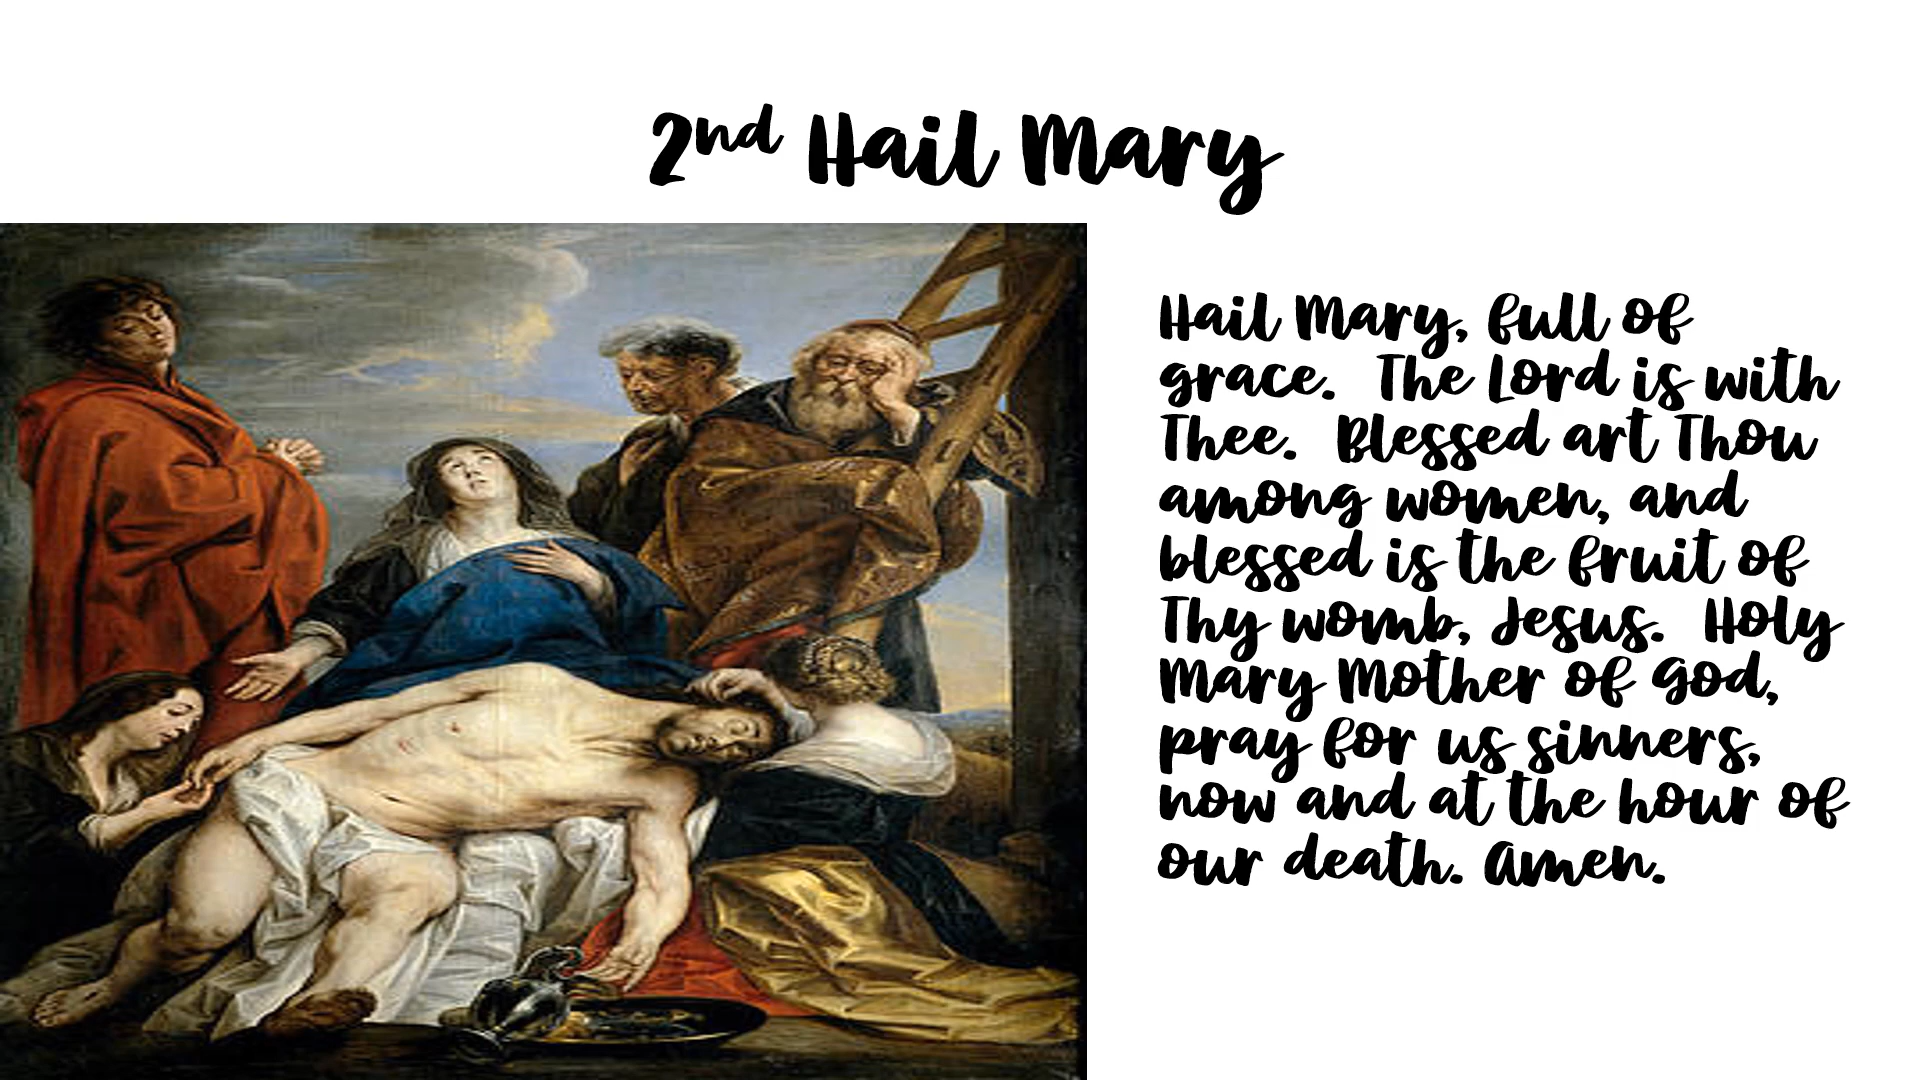 2nd Hail Mary
Hail Mary, full of
grace.  The Lord is with
Thee.  Blessed art Thou
among women, and
blessed is the fruit of
Thy womb, Jesus.  Holy
Mary Mother of God,
pray for us sinners,
now and at the hour of
our death. Amen.